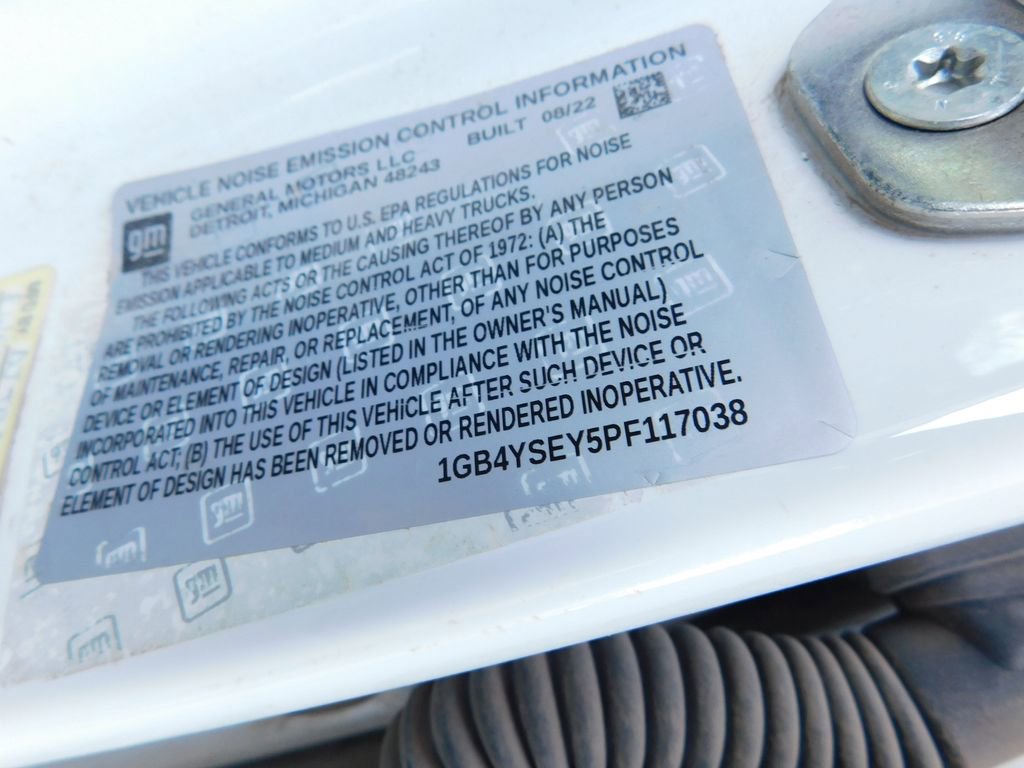 VEHICLE NOISE EMISSION CONTROL INFORMATION
gm
GENERAL MOTORS LLC
BUILT 08/22
DETROIT, MICHIGAN 48243
THIS VEHICLE CONFORMS TO U.S. EPA REGULATIONS FOR NOISE
EMISSION APPLICABLE TO MEDIUM AND HEAVY TRUCKS.
THE FOLLOWING ACTS OR THE CAUSING THEREOF BY ANY PERSON
ARE PROHIBITED BY THE NOISE CONTROL ACT OF 1972: (A) THE
REMOVAL OR RENDERING INOPERATIVE, OTHER THAN FOR PURPOSES
OF MAINTENANCE, REPAIR, OR REPLACEMENT, OF ANY NOISE CONTROL
DEVICE OR ELEMENT OF DESIGN (LISTED IN THE OWNER'S MANUAL)
INCORPORATED INTO THIS VEHICLE IN COMPLIANCE WITH THE NOISE
CONTROL ACT; (B) THE USE OF THIS VEHICLE AFTER SUCH DEVICE OR
ELEMENT OF DESIGN HAS BEEN REMOVED OR RENDERED INOPERATIVE.
1GB4YSEY5PF117038